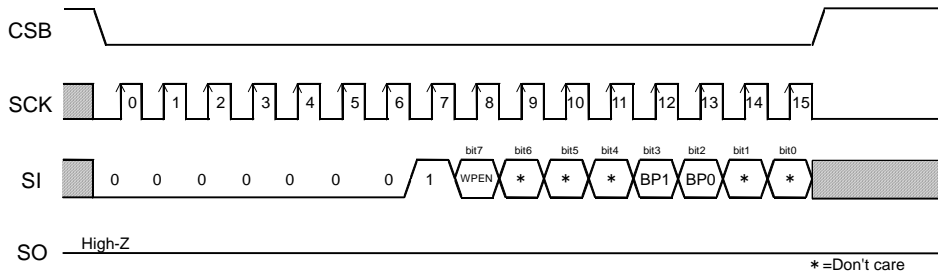 CSB
SCK 0 1 2 3 4 5 6 7 8 9 10 11 12 13 14 15
bit7 bit6 bit5 bit4 bit3 bit2 bit1 bit0
SI 0 0 0 0 0 0 0 1 WPEN * * * BP1 BP0 * *
High-Z
SO
* =Don't care